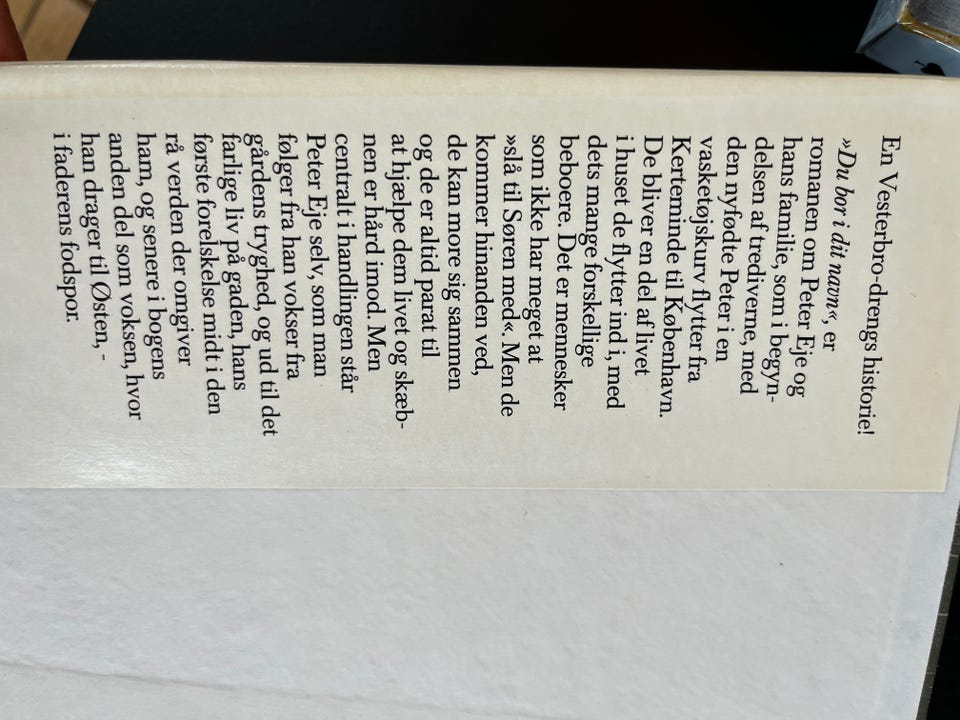 En Vesterbro-drengs historie!
»Du bor i dit navn«, er
romanen om Peter Eje og
hans familie, som i begyn-
delsen af trediverne, med
den nyfødte Peter i en
vasketøjskurv flytter fra
Kerteminde til København.
De bliver en del af livet
i huset de flytter ind i, med
dets mange forskellige
beboere. Det er mennesker
som ikke har meget at
»slå til Søren med«. Men de
kommer hinanden ved,
de kan more sig sammen
og de er altid parat til
at hjælpe dem livet og skæb-
nen er hård imod. Men
centralt i handlingen står
Peter Eje selv, som man
følger fra han vokser fra
gårdens tryghed, og ud til det
farlige liv på gaden, hans
første forelskelse midt i den
rå verden der omgiver
ham, og senere i bogens
anden del som voksen, hvor
han drager til Østen, -
i faderens fodspor.